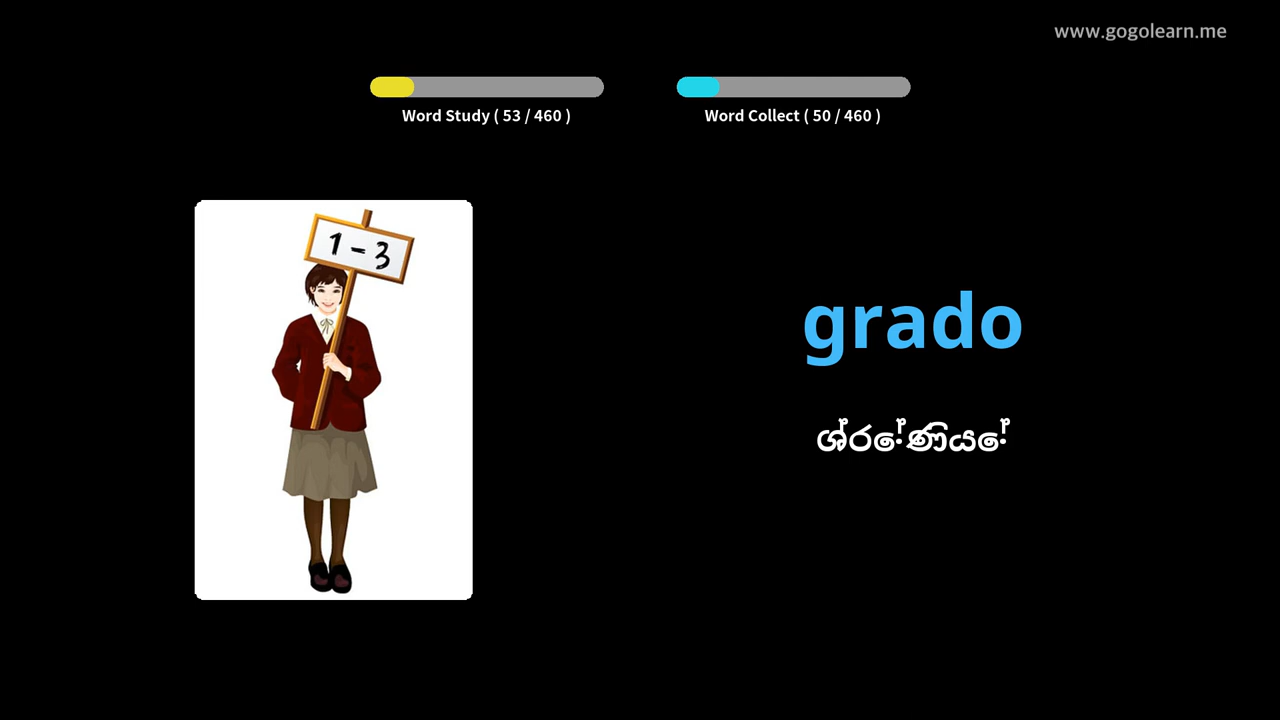 www.gogolearn.me
Word Study ( 53 / 460 )
Word Collect ( 50 / 460 )
1 - 3
grado
ශ්රේණියේ